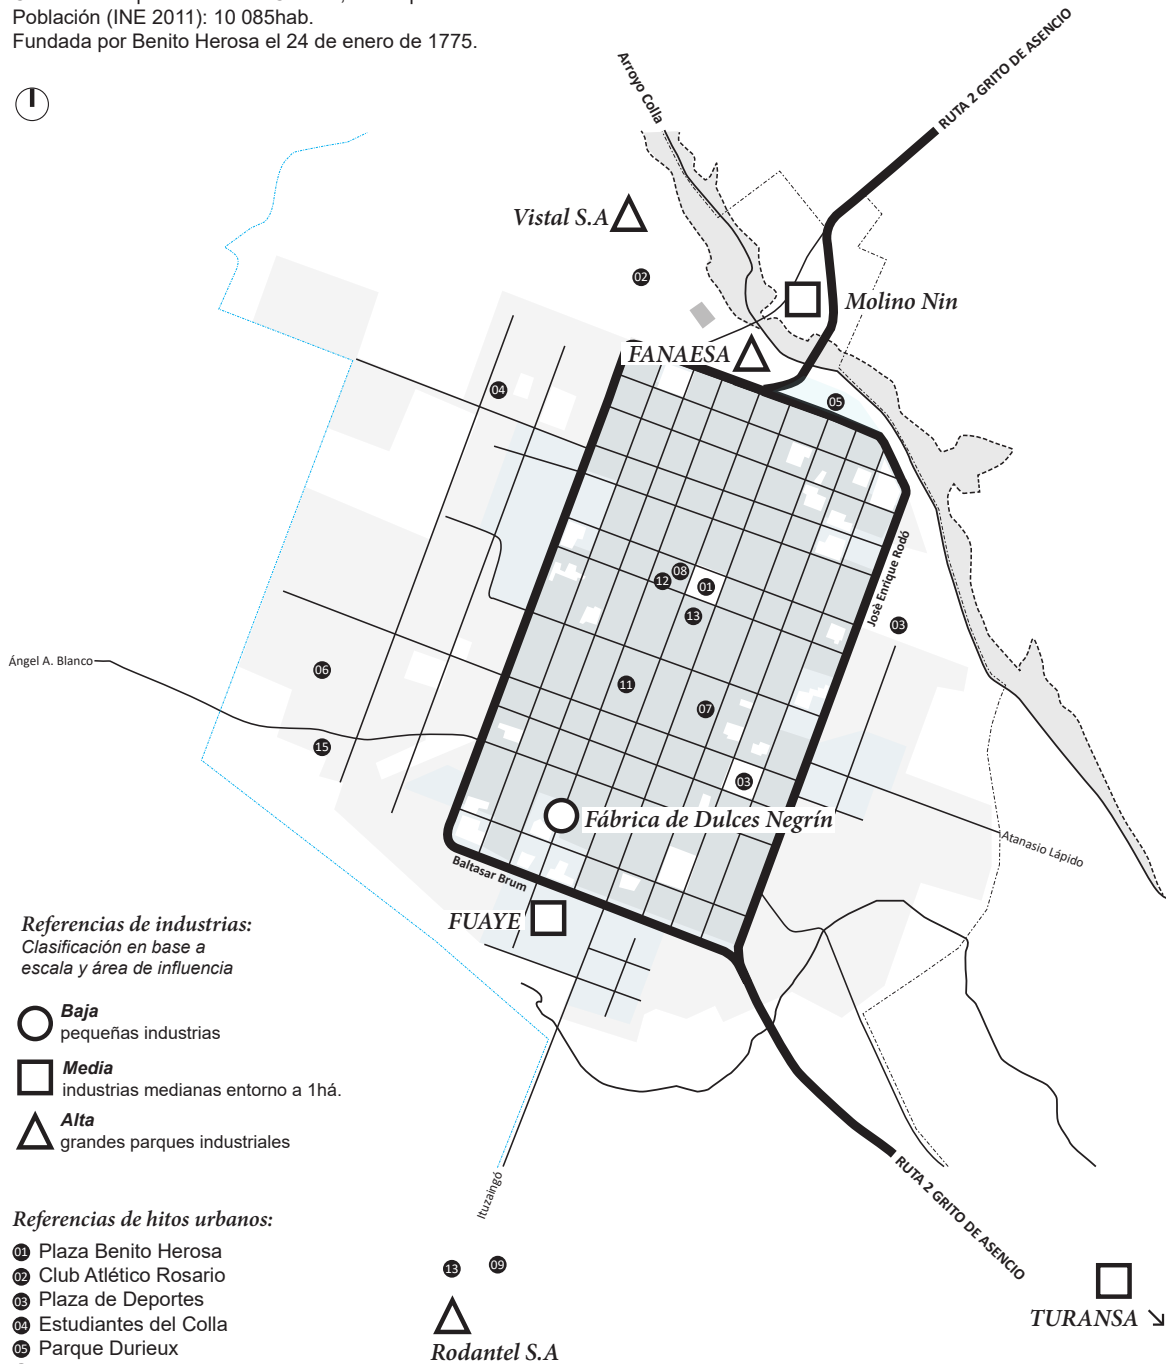 Población (INE 2011): 10 085hab.
Fundada por Benito Herosa el 24 de enero de 1775.
RUTA 2 GRITO DE ASENCIO
Arroyo Colla
Vistal S.A
02
Molino Nin
FANAESA
04
05
Josè Enrique Rodó
08
12
01
13
03
Ángel A. Blanco
06
11
07
15
03
Fábrica de Dulces Negrín
Atanasio Lápido
Baltasar Brum
FUAYE
Referencias de industrias:
Clasificación en base a
escala y área de influencia
Baja
pequeñas industrias
Media
industrias medianas entorno a 1há.
Alta
grandes parques industriales
Ituzaingó
RUTA 2 GRITO DE ASENCIO
Referencias de hitos urbanos:
01 Plaza Benito Herosa
02 Club Atlético Rosario
03 Plaza de Deportes
04 Estudiantes del Colla
05 Parque Durieux
13
09
Rodantel S.A
TURANSA